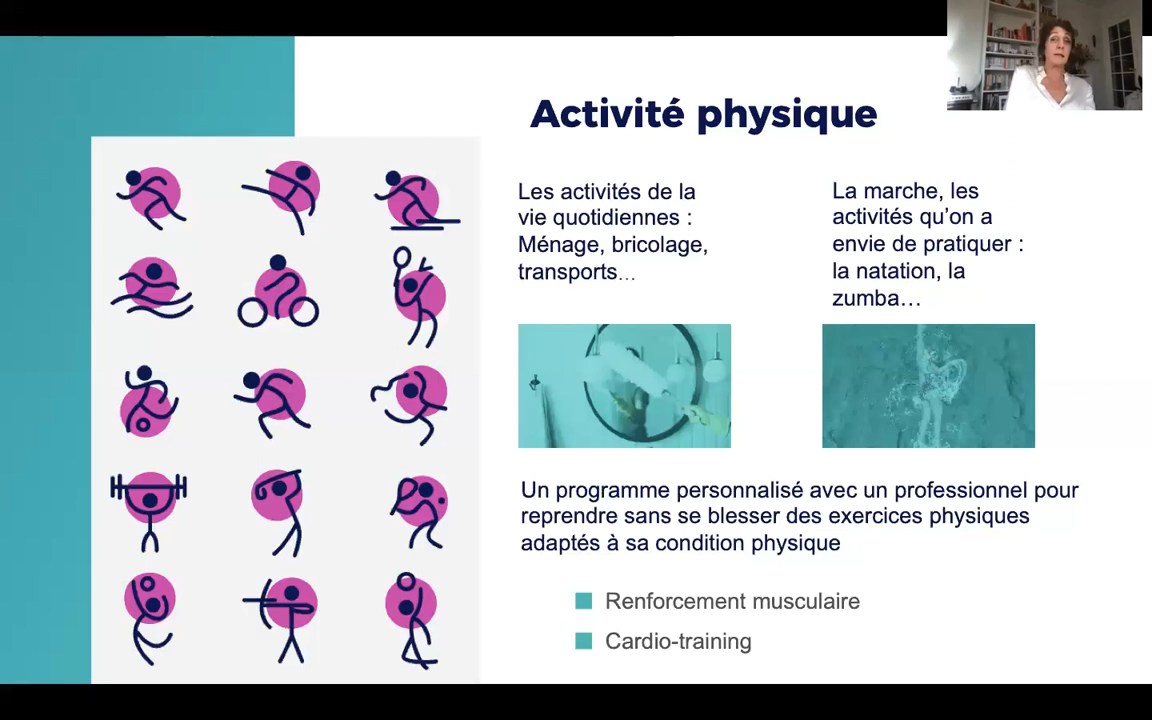 Activité physique
Les activités de la
vie quotidiennes :
Ménage, bricolage,
transports…
La marche, les
activités qu’on a
envie de pratiquer :
la natation, la
zumba…
Un programme personnalisé avec un professionnel pour
reprendre sans se blesser des exercices physiques
adaptés à sa condition physique
Renforcement musculaire
Cardio-training